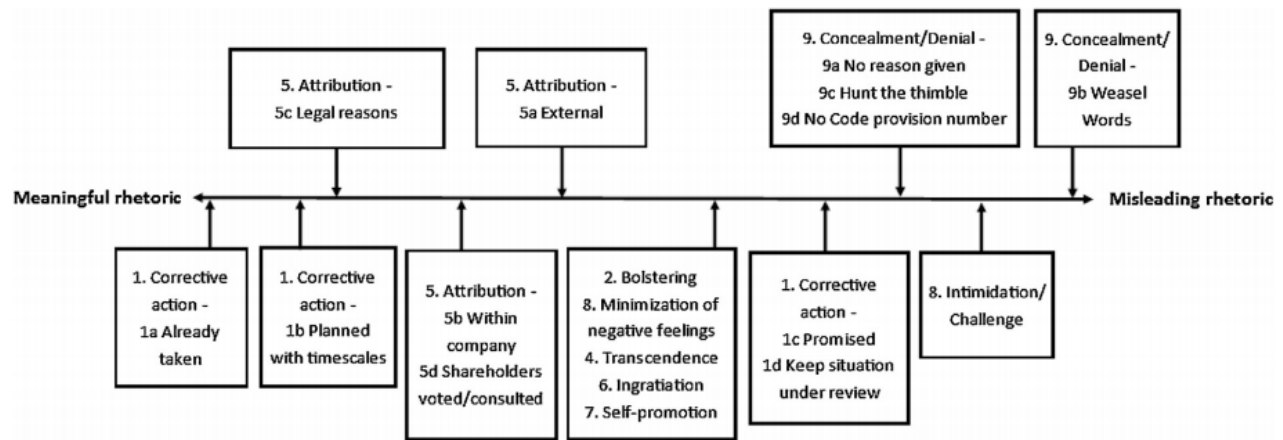 5. Attribution -
5c Legal reasons
5. Attribution -
5a External
9. Concealment/Denial -
9a No reason given
9c Hunt the thimble
9d No Code provision number
9. Concealment/
Denial -
9b Weasel
Words
Meaningful rhetoric
Misleading rhetoric
1. Corrective
action -
1a Already
taken
1. Corrective
action -
1b Planned
with timescales
5. Attribution -
5b Within
company
5d Shareholders
voted/consulted
2. Bolstering
8. Minimization of
negative feelings
4. Transcendence
6. Ingratiation
7. Self-promotion
1. Corrective
action -
1c Promised
1d Keep situation
under review
8. Intimidation/
Challenge